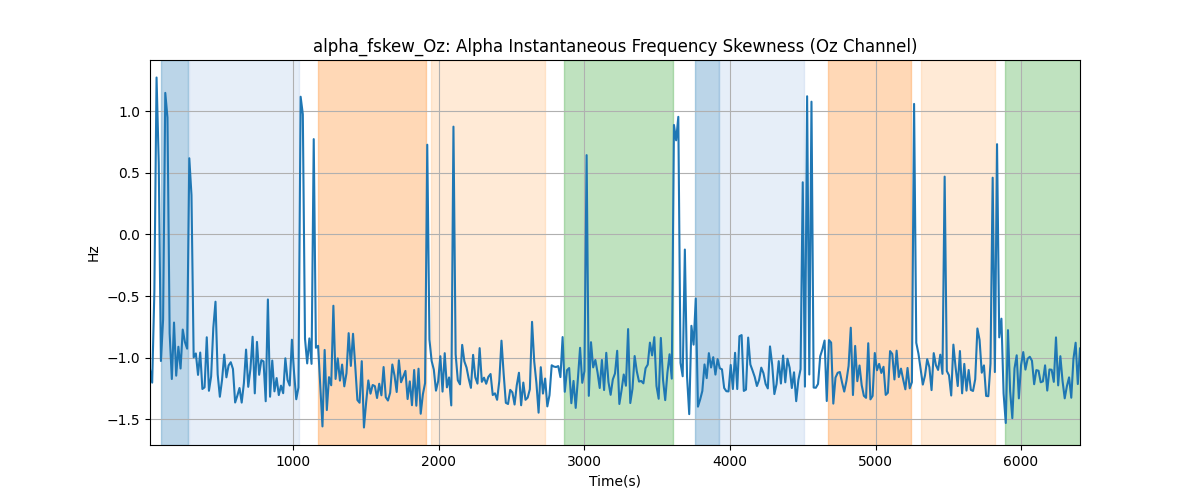 alpha_fskew_Oz: Alpha Instantaneous Frequency Skewness (Oz Channel)
1.0
0.5
0.0
−0.5
−1.0
−1.5
Hz
1000 2000 3000 4000 5000 6000
Time(s)